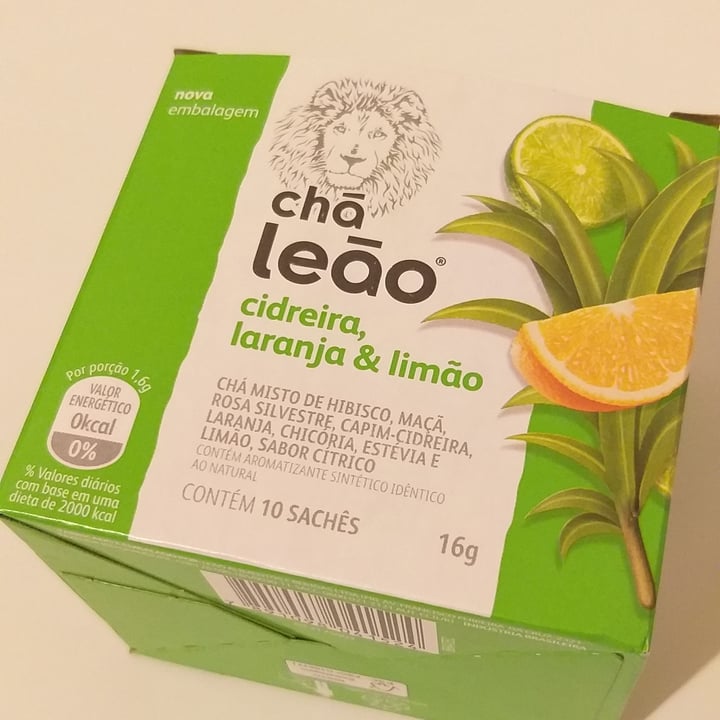 nova
embalagem
chá
leão®
cidreira,
laranja & limão
CHÁ MISTO DE HIBISCO, MAÇÃ,
ROSA SILVESTRE, CAPIM-CIDREIRA,
LARANJA, CHICÓRIA, ESTÉVIA E
LIMÃO, SABOR CÍTRICO
CONTÉM AROMATIZANTE SINTÉTICO IDÊNTICO
AO NATURAL
CONTÉM 10 SACHÊS
16g
Por porção 1,6g
VALOR
ENERGÉTICO
0kcal
0%
% Valores diários
com base em uma
dieta de 2000 kcal
INDÚSTRIA BRASILEIRA